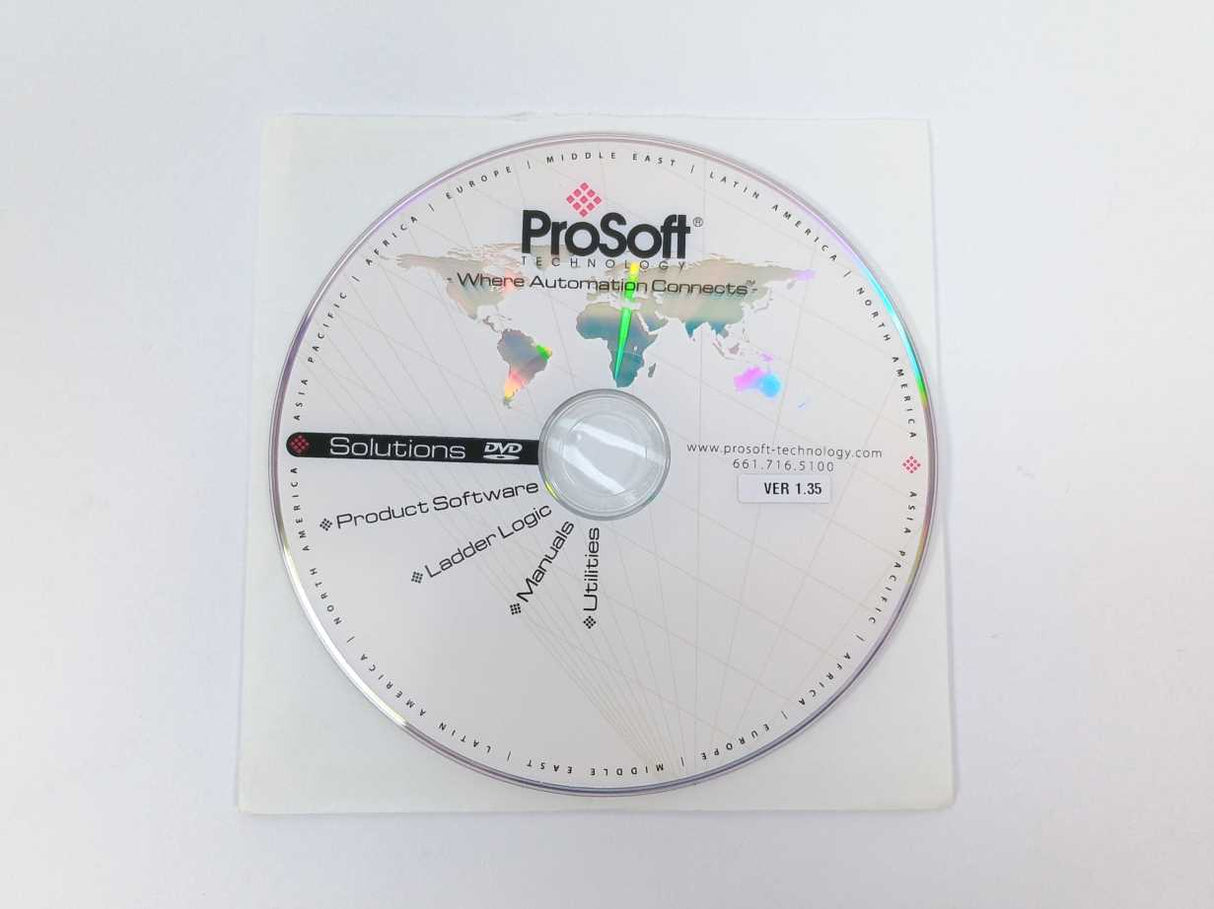 ASIA PACIFIC | AFRICA | EUROPE | MIDDLE EAST | LATIN AMERICA | NORTH AMERICA
ProSoft®
TECHNOLOGY
- Where Automation Connects™ -
Solutions DVD
Product Software
Ladder Logic
Manuals
Utilities
www.prosoft-technology.com
661.716.5100
VER 1.35
ASIA PACIFIC | AFRICA | EUROPE | MIDDLE EAST | LATIN AMERICA | NORTH AMERICA